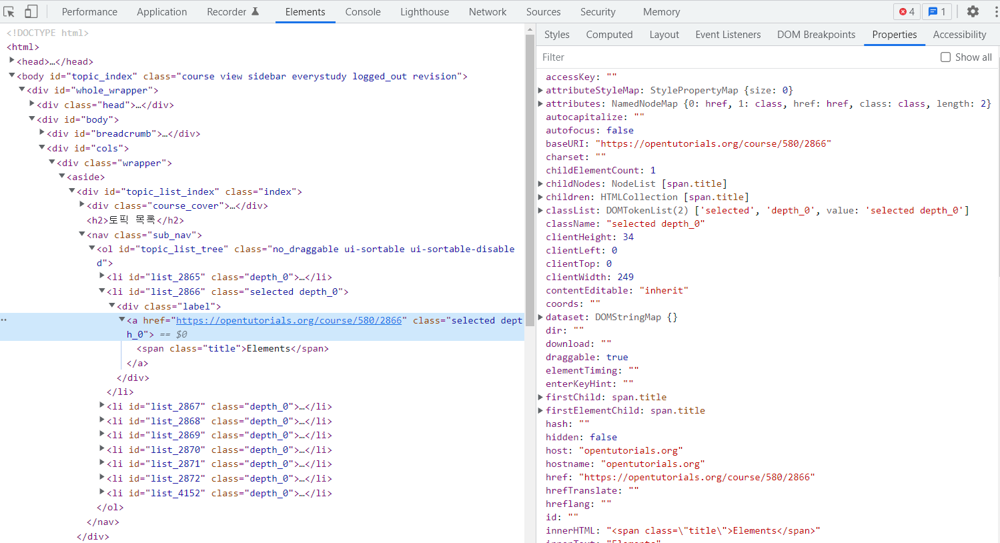 Performance Application Recorder Elements Console Lighthouse Network Sources Security Memory 4 1
<!DOCTYPE html>
<html>
<head>…</head>
<body id="topic_index" class="course view sidebar everystudy logged_out revision">
<div id="whole_wrapper">
<div class="head">…</div>
<div id="body">
<div id="breadcrumb">…</div>
<div id="cols">
<div class="wrapper">
<aside>
<div id="topic_list_index" class="index">
<div class="course_cover">…</div>
<h2>토픽 목록</h2>
<nav class="sub_nav">
<ol id="topic_list_tree" class="no_draggable ui-sortable ui-sortable-disable
d">
<li id="list_2865" class="depth_0">…</li>
<li id="list_2866" class="selected depth_0">
<div class="label">
<a href="https://opentutorials.org/course/580/2866" class="selected dept
h_0"> == $0
<span class="title">Elements</span>
</a>
</div>
</li>
<li id="list_2867" class="depth_0">…</li>
<li id="list_2868" class="depth_0">…</li>
<li id="list_2869" class="depth_0">…</li>
<li id="list_2870" class="depth_0">…</li>
<li id="list_2871" class="depth_0">…</li>
<li id="list_2872" class="depth_0">…</li>
<li id="list_4152" class="depth_0">…</li>
</ol>
</nav>
</div>
Styles Computed Layout Event Listeners DOM Breakpoints Properties Accessibility
Filter Show all
accessKey: ""
attributeStyleMap: StylePropertyMap {size: 0}
attributes: NamedNodeMap {0: href, 1: class, href: href, class: class, length: 2}
autocapitalize: ""
autofocus: false
baseURI: "https://opentutorials.org/course/580/2866"
charset: ""
childElementCount: 1
childNodes: NodeList [span.title]
children: HTMLCollection [span.title]
classList: DOMTokenList(2) ['selected', 'depth_0', value: 'selected depth_0']
className: "selected depth_0"
clientHeight: 34
clientLeft: 0
clientTop: 0
clientWidth: 249
contentEditable: "inherit"
coords: ""
dataset: DOMStringMap {}
dir: ""
download: ""
draggable: true
elementTiming: ""
enterKeyHint: ""
firstChild: span.title
firstElementChild: span.title
hash: ""
hidden: false
host: "opentutorials.org"
hostname: "opentutorials.org"
href: "https://opentutorials.org/course/580/2866"
hrefTranslate: ""
hreflang: ""
id: ""
innerHTML: "<span class=\"title\">Elements</span>"
innerText: "Elements"